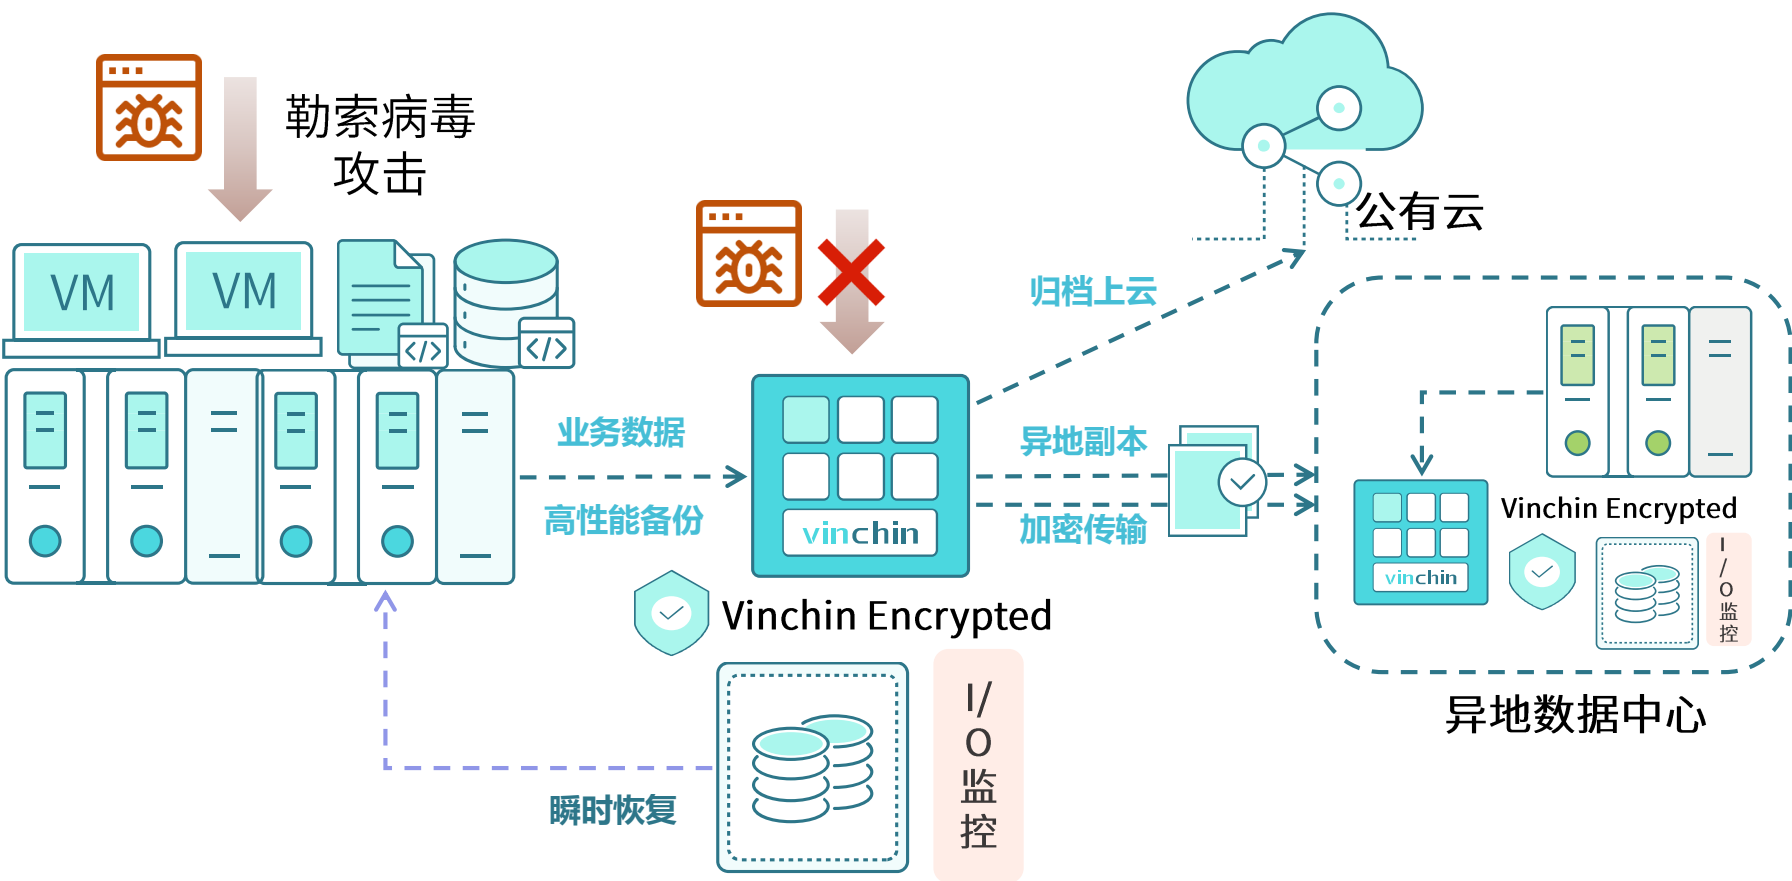 勒索病毒
攻击
VM
VM
</>
</>
业务数据
高性能备份
vinchin
Vinchin Encrypted
I/
O
监
控
瞬时恢复
归档上云
公有云
异地副本
加密传输
vinchin
Vinchin Encrypted
I
/
O
监
控
异地数据中心